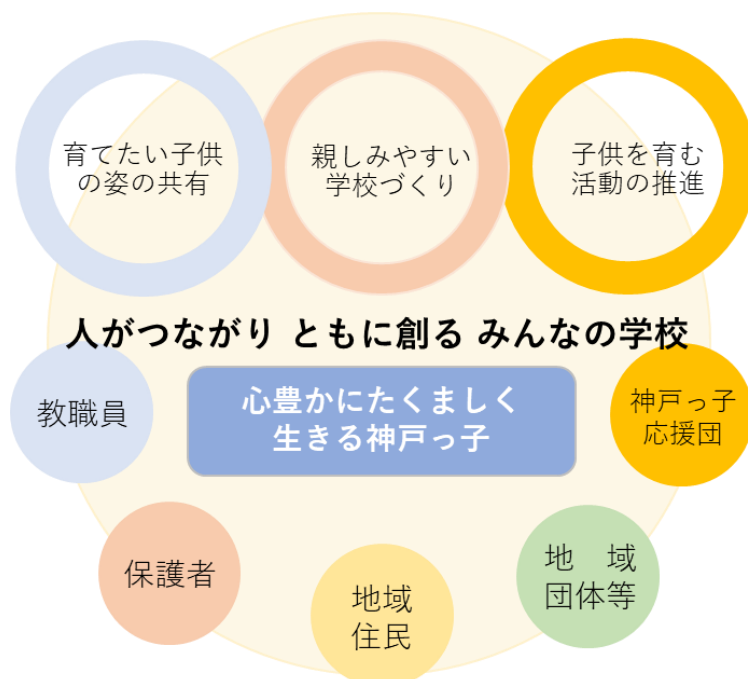 育てたい子供
の姿の共有
親しみやすい
学校づくり
子供を育む
活動の推進
人がつながり ともに創る みんなの学校
心豊かにたくましく
生きる神戸っ子
教職員
神戸っ子
応援団
保護者
地域
住民
地　域
団体等